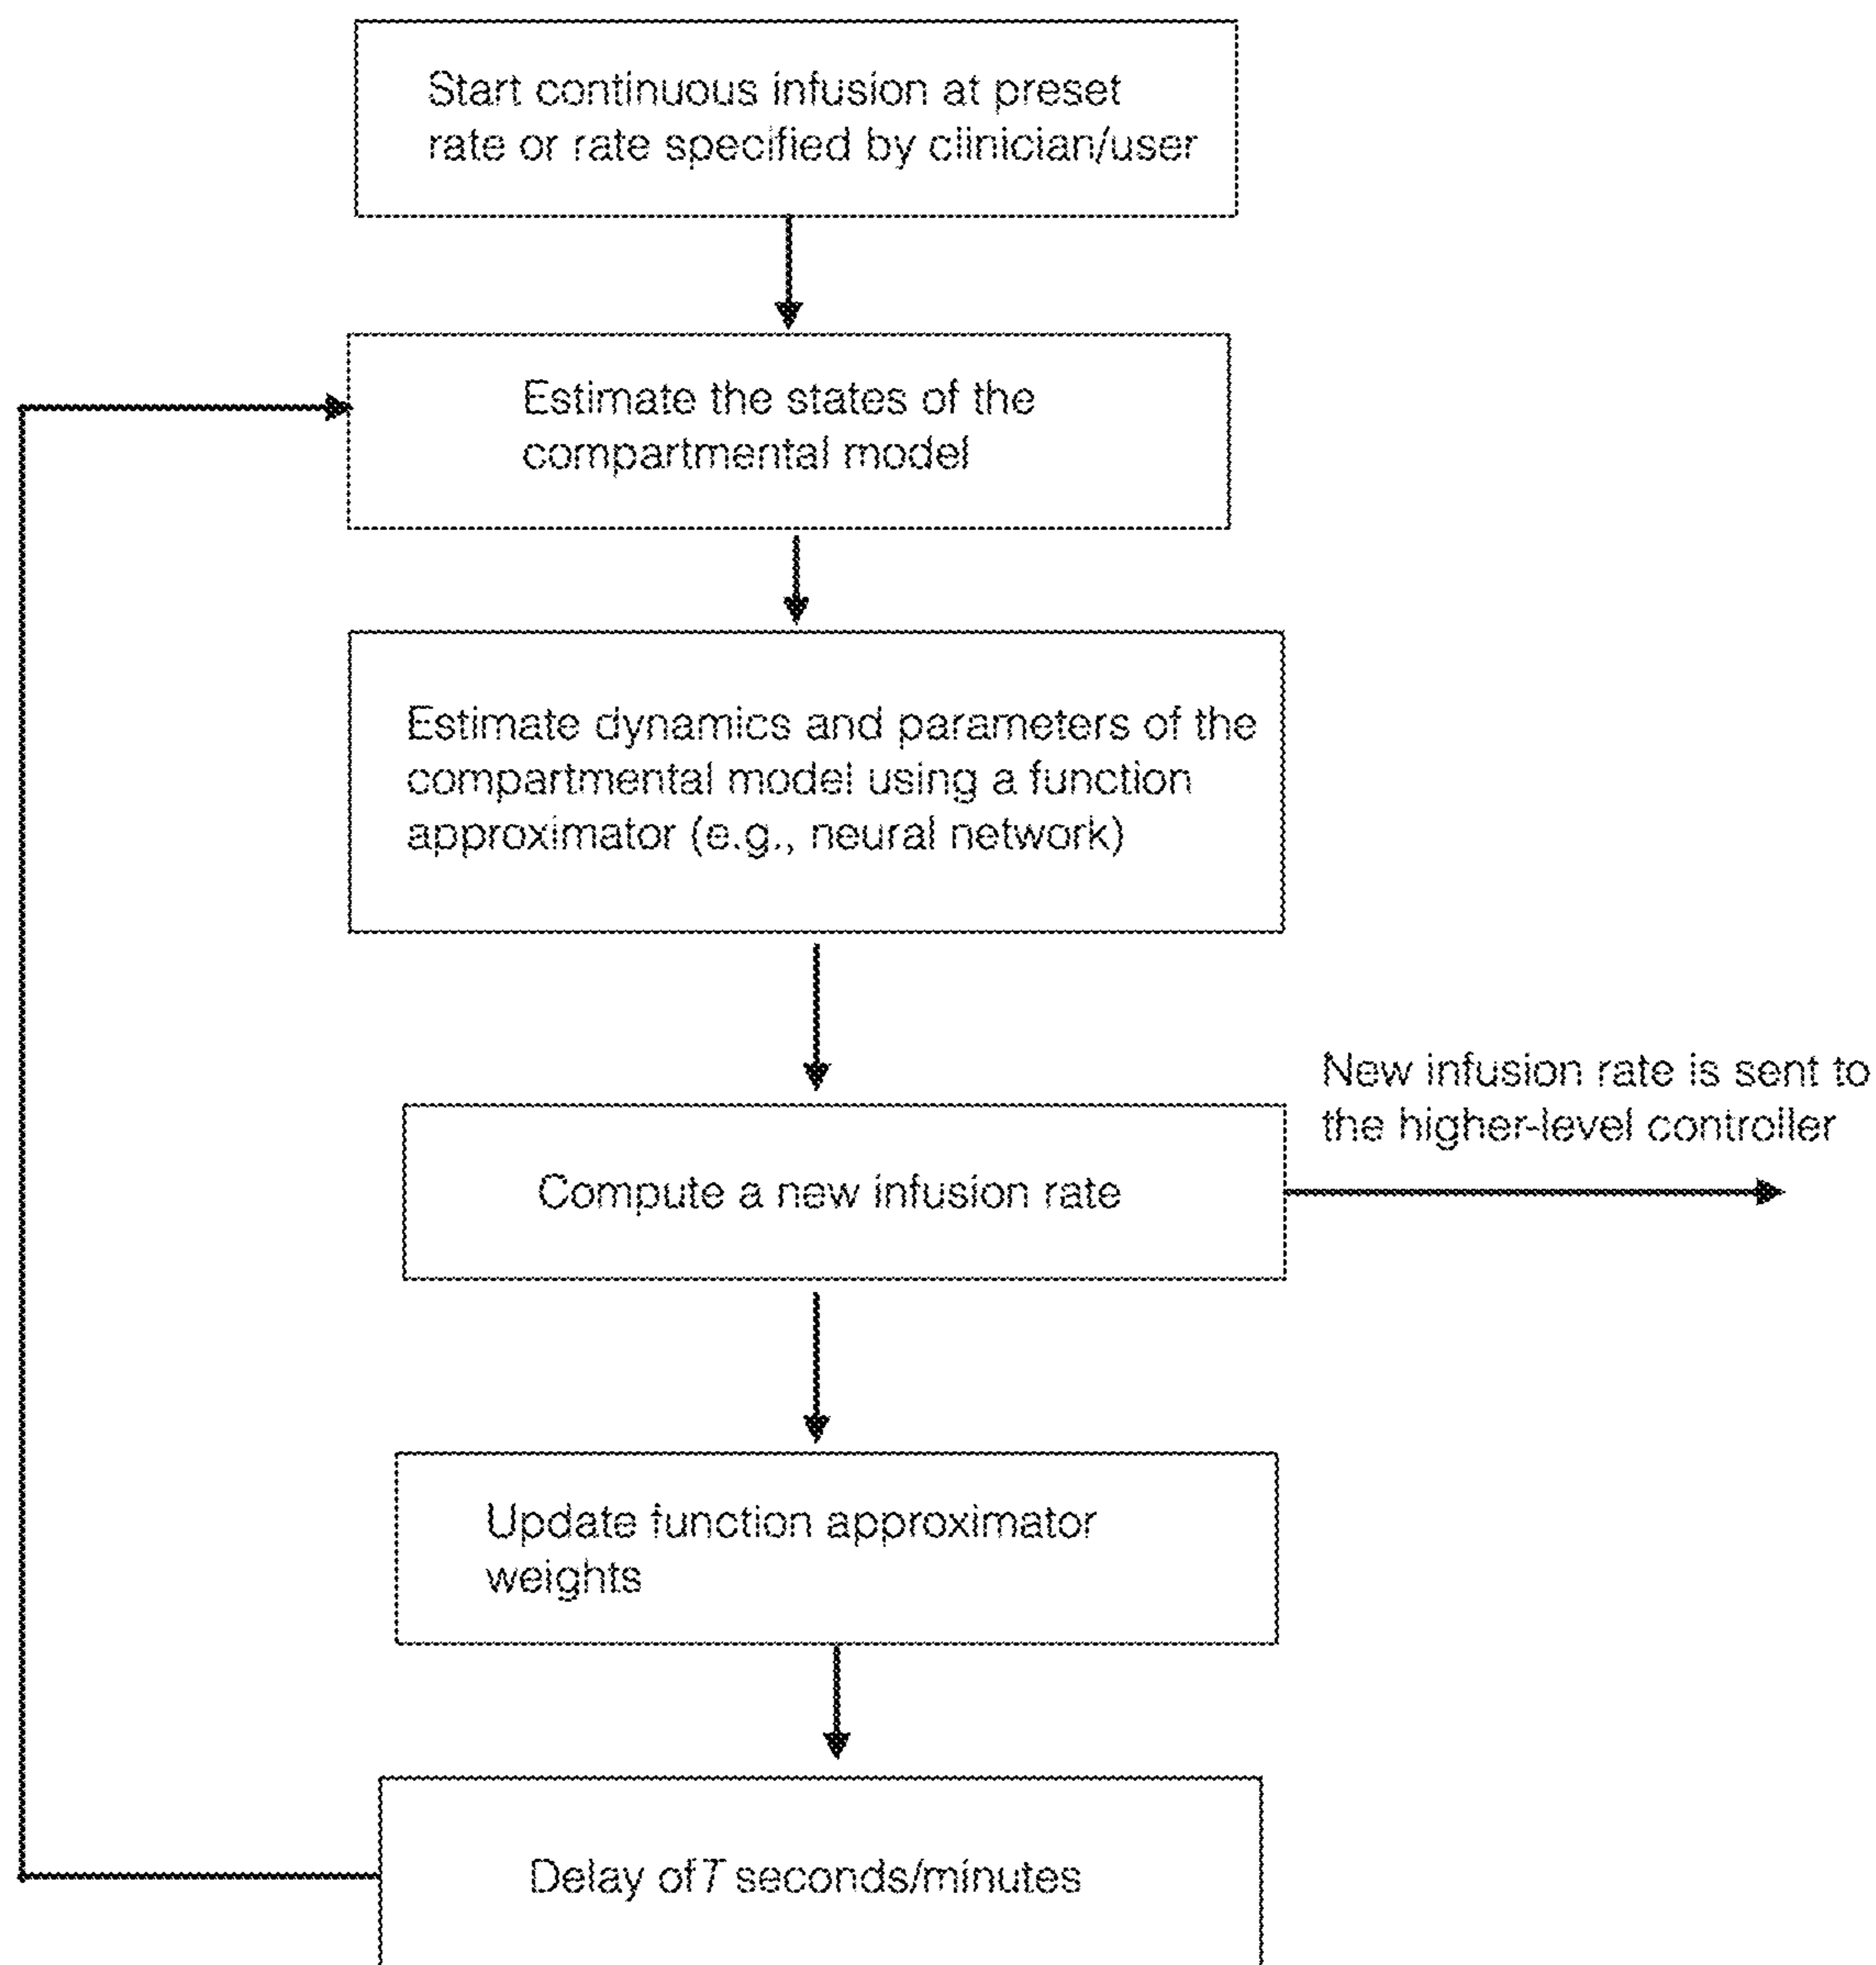 Start continuous infusion at preset
rate or rate specified by clinician/user
Estimate the states of the
compartmental model
Estimate dynamics and parameters of the
compartmental model using a function
approximator (e.g., neural network)
New infusion rate is sent to
the higher-level controller
Compute a new infusion rate
Update function approximator
weights
Delay of T seconds/minutes